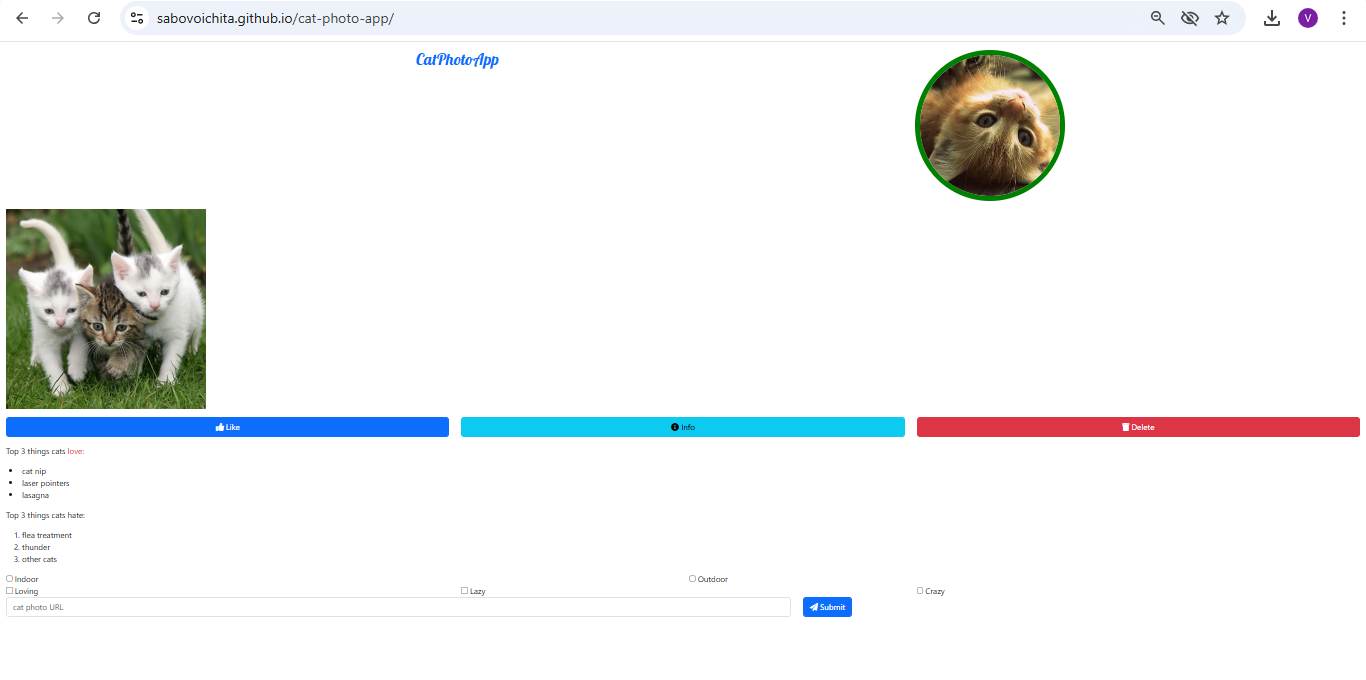 sabovoichita.github.io/cat-photo-app/
V
CatPhotoApp
Like
Info
Delete
Top 3 things cats love:
cat nip
laser pointers
lasagna
Top 3 things cats hate:
1. flea treatment
2. thunder
3. other cats
Indoor
Outdoor
Loving
Lazy
Crazy
cat photo URL
Submit